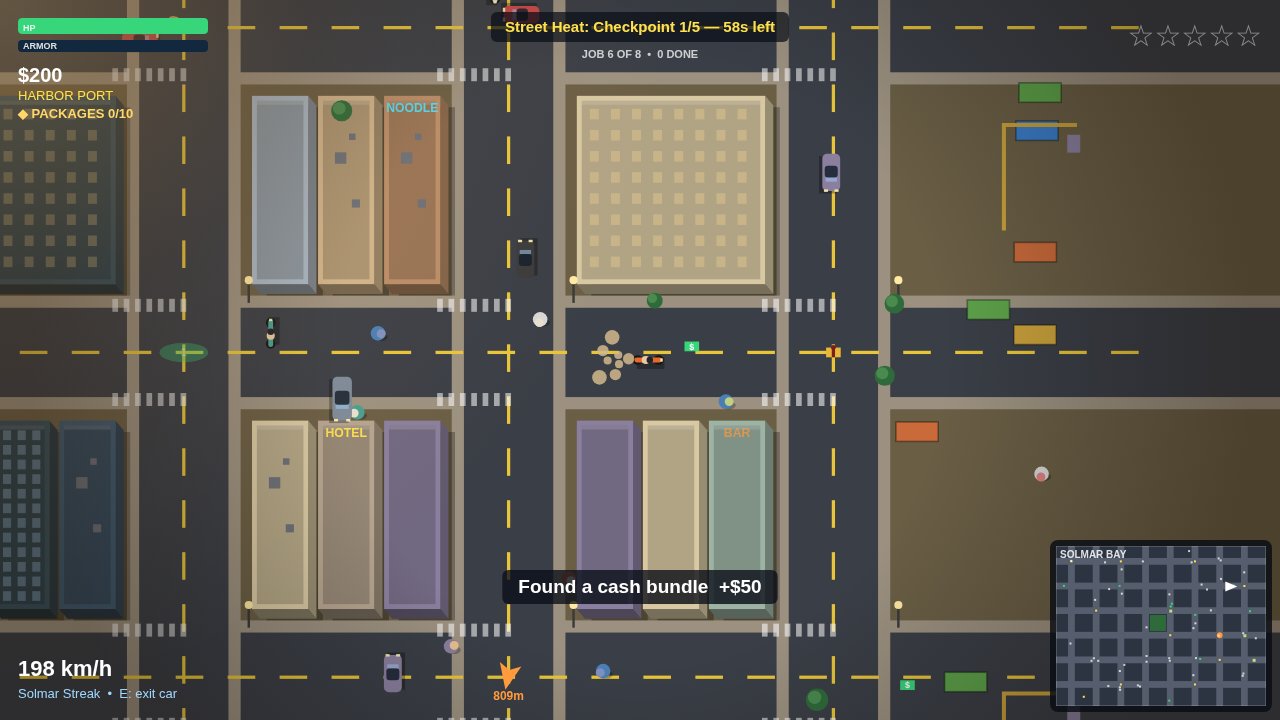 Street Heat: Checkpoint 1/5 — 58s left
JOB 6 OF 8 • 0 DONE
HP
ARMOR
$200
HARBOR PORT
◆ PACKAGES 0/10
☆☆☆☆☆
NOODLE
$
HOTEL
BAR
Found a cash bundle +$50
SOLMAR BAY
198 km/h
Solmar Streak • E: exit car
809m
$